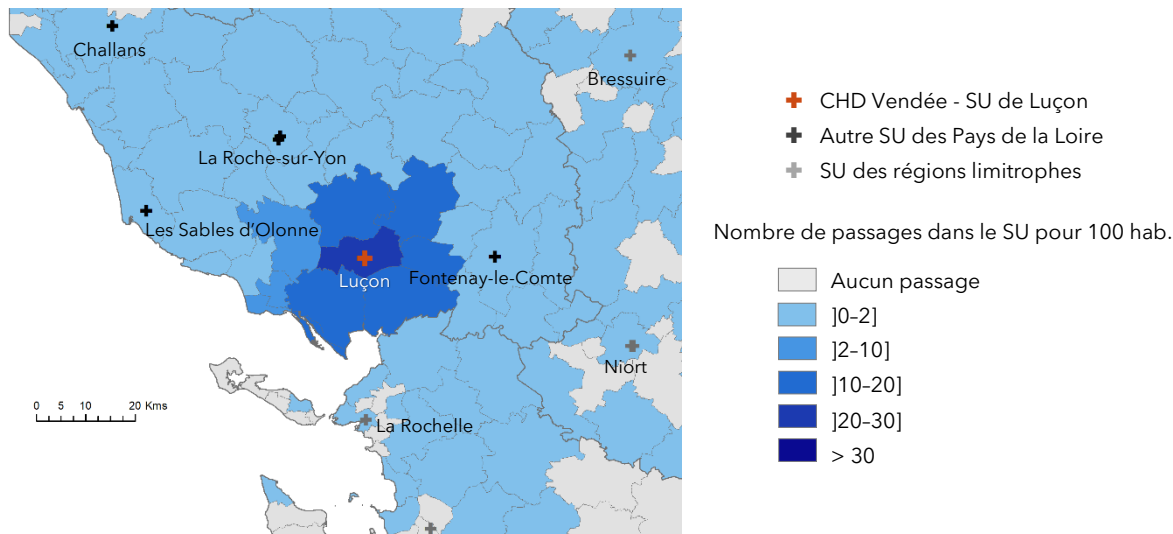 Challans
Bressuire
La Roche-sur-Yon
Les Sables d'Olonne
Luçon
Fontenay-le-Comte
Niort
La Rochelle
0 5 10 20 Kms
CHD Vendée - SU de Luçon
Autre SU des Pays de la Loire
SU des régions limitrophes
Nombre de passages dans le SU pour 100 hab.
Aucun passage
]0–2]
]2–10]
]10–20]
]20–30]
> 30